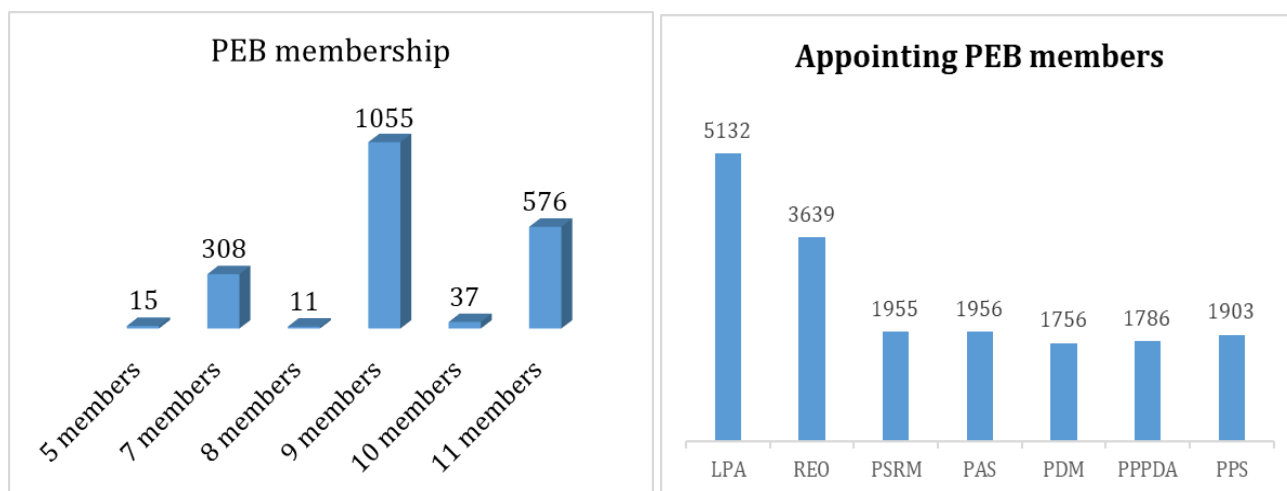 PEB membership
1055
576
308
37
15
11
5 members
7 members
8 members
9 members
10 members
11 members
Appointing PEB members
5132
3639
1955
1956
1756
1786
1903
LPA
REO
PSRM
PAS
PDM
PPPDA
PPS